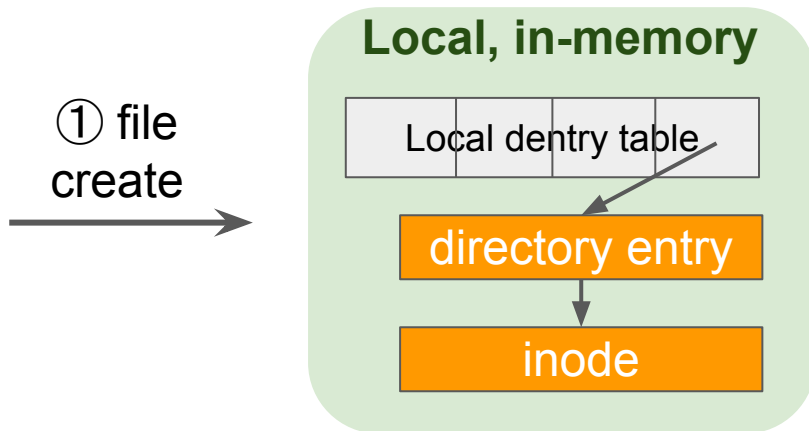 Local, in-memory
① file
create
Local dentry table
directory entry
inode